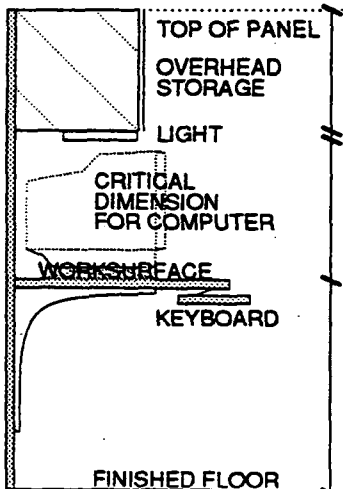 TOP OF PANEL
OVERHEAD
STORAGE
LIGHT
CRITICAL
DIMENSION
FOR COMPUTER
WORKSURFACE
KEYBOARD
FINISHED FLOOR